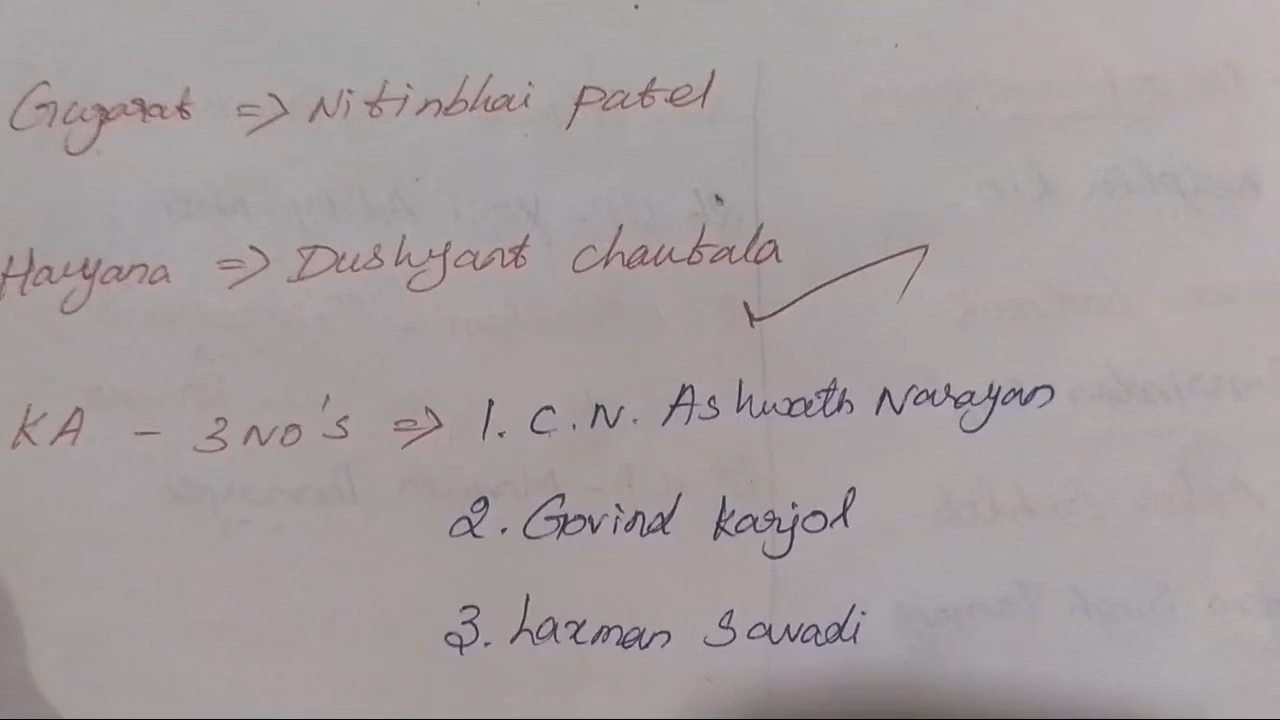 Gujarat => Nitinbhai patel
Haryana => Dushyant chautala
KA - 3 NO's => 1. C.N. Ashwath Narayan
2. Govind Karjol
3. Laxman Savadi